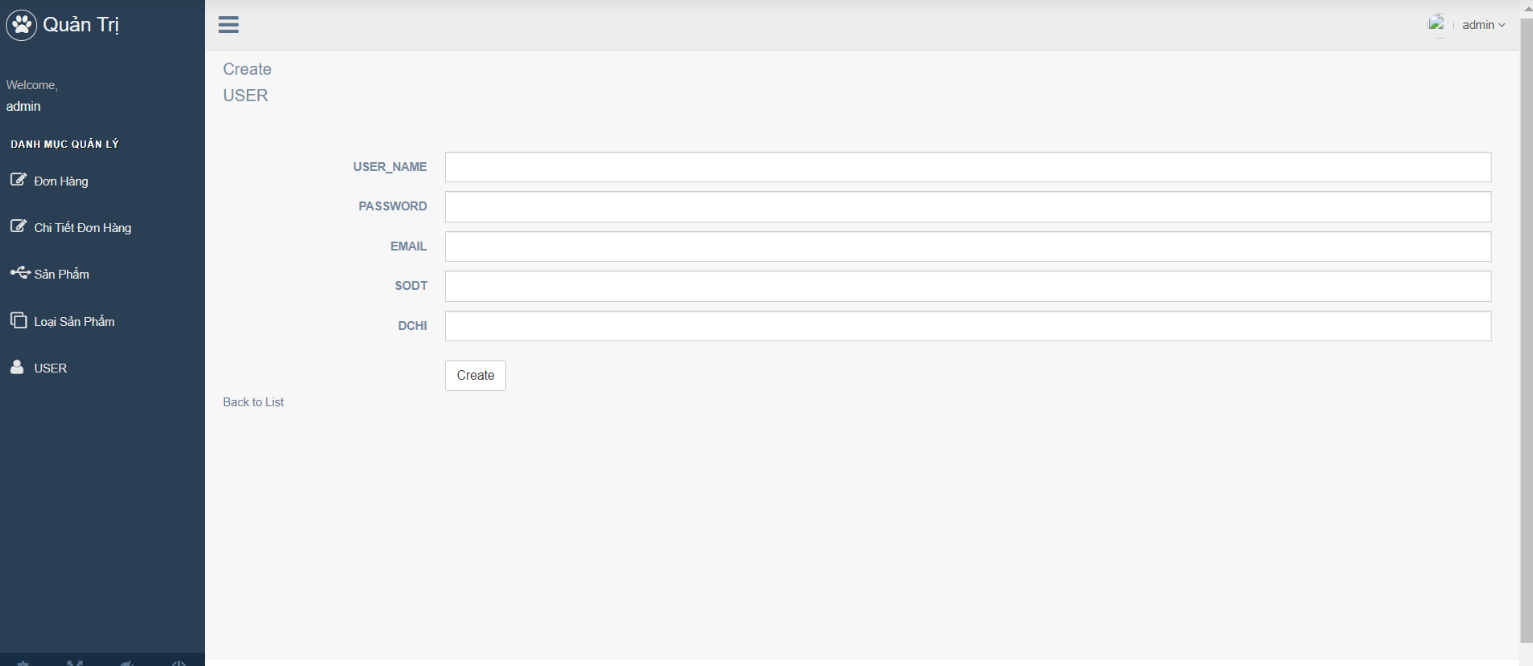 Quản Trị
admin
Welcome,
admin
DANH MỤC QUẢN LÝ
Đơn Hàng
Chi Tiết Đơn Hàng
Sản Phẩm
Loại Sản Phẩm
USER
Create
USER
USER_NAME
PASSWORD
EMAIL
SODT
DCHI
Create
Back to List